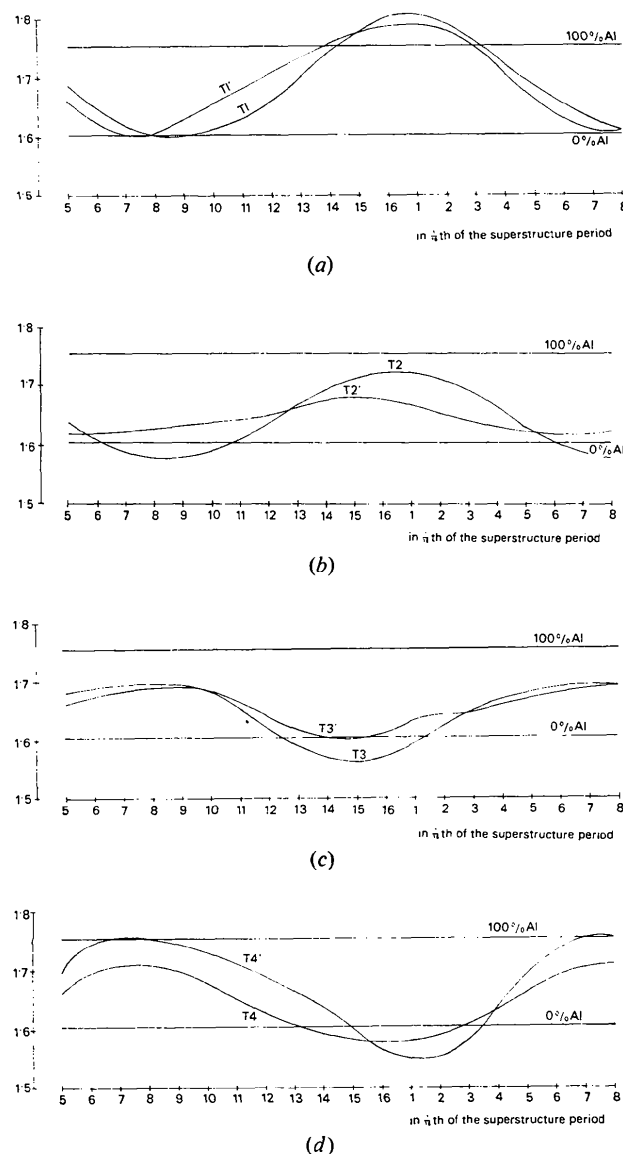 1·8
100%Al
1·7
T1'
T1
1·6
0%Al
1·5
5 6 7 8 9 10 11 12 13 14 15 16 1 2 3 4 5 6 7 8
in th of the superstructure period
(a)
1·8
100%Al
T2
1·7
T2'
1·6
0%Al
1·5
5 6 7 8 9 10 11 12 13 14 15 16 1 2 3 4 5 6 7 8
in th of the superstructure period
(b)
1·8
100%Al
1·7
T3'
0%Al
1·6
T3
1·5
5 6 7 8 9 10 11 12 13 14 15 16 1 2 3 4 5 6 7 8
in th of the superstructure period
(c)
1·8
100%Al
T4'
1·7
T4
0%Al
1·6
1·5
5 6 7 8 9 10 11 12 13 14 15 16 1 2 3 4 5 6 7 8
in th of the superstructure period
(d)